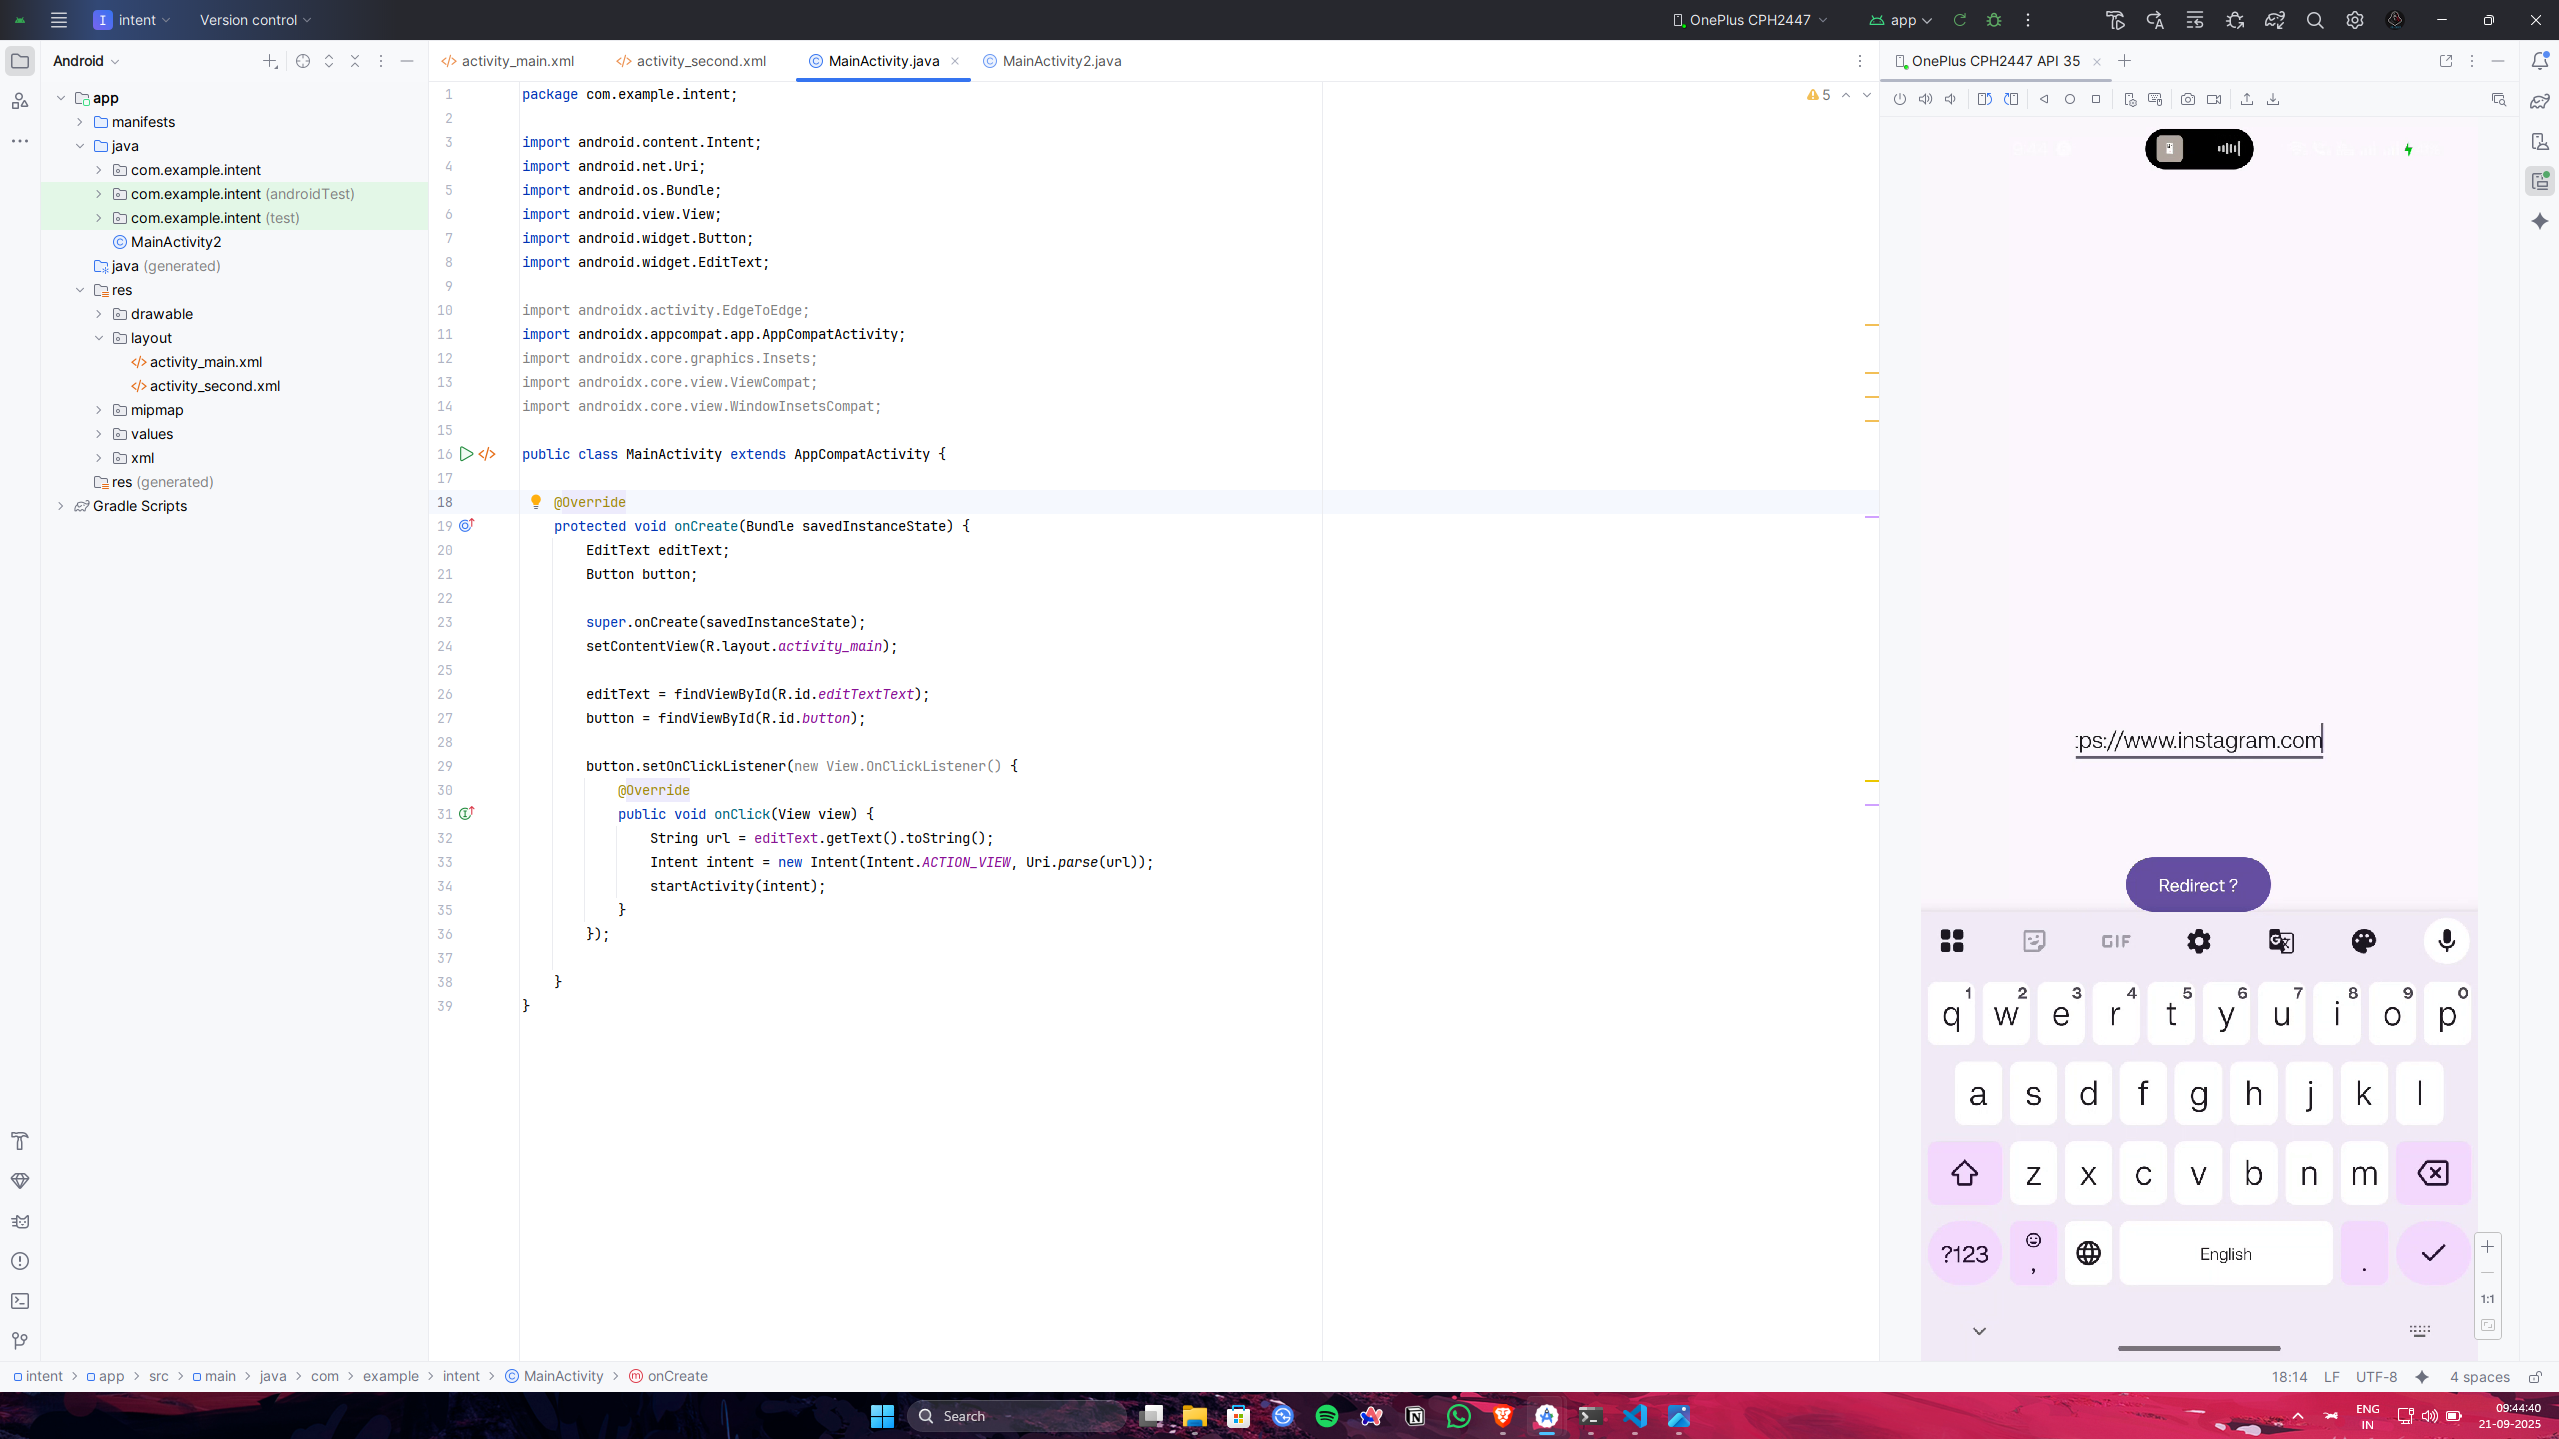 I intent Version control OnePlus CPH2447 app
Android
app
manifests
java
com.example.intent
com.example.intent (androidTest)
com.example.intent (test)
MainActivity2
java (generated)
res
drawable
layout
activity_main.xml
activity_second.xml
mipmap
values
xml
res (generated)
Gradle Scripts
activity_main.xml activity_second.xml MainActivity.java MainActivity2.java
5
1 package com.example.intent;
2
3 import android.content.Intent;
4 import android.net.Uri;
5 import android.os.Bundle;
6 import android.view.View;
7 import android.widget.Button;
8 import android.widget.EditText;
9
10 import androidx.activity.EdgeToEdge;
11 import androidx.appcompat.app.AppCompatActivity;
12 import androidx.core.graphics.Insets;
13 import androidx.core.view.ViewCompat;
14 import androidx.core.view.WindowInsetsCompat;
15
16 public class MainActivity extends AppCompatActivity {
17
18 @Override
19 protected void onCreate(Bundle savedInstanceState) {
20 EditText editText;
21 Button button;
22
23 super.onCreate(savedInstanceState);
24 setContentView(R.layout.activity_main);
25
26 editText = findViewById(R.id.editTextText);
27 button = findViewById(R.id.button);
28
29 button.setOnClickListener(new View.OnClickListener() {
30 @Override
31 public void onClick(View view) {
32 String url = editText.getText().toString();
33 Intent intent = new Intent(Intent.ACTION_VIEW, Uri.parse(url));
34 startActivity(intent);
35 }
36 });
37
38 }
39 }
OnePlus CPH2447 API 35
tps://www.instagram.com
Redirect ?
GIF
q 1 w 2 e 3 r 4 t 5 y 6 u 7 i 8 o 9 p 0
a s d f g h j k l
z x c v b n m
?123 , English .
1:1
intent > app > src > main > java > com > example > intent > MainActivity > onCreate
18:14 LF UTF-8 4 spaces
Search
ENG
IN
09:44:40
21-09-2025